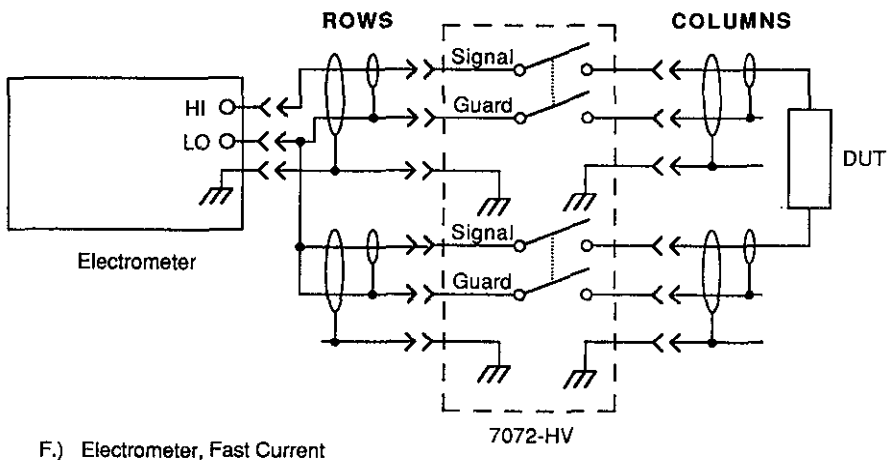 ROWS
COLUMNS
Signal
Guard
HI
LO
DUT
Electrometer
Signal
Guard
7072-HV
F.) Electrometer, Fast Current